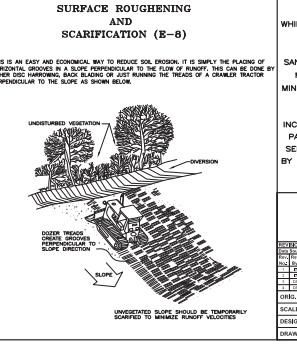 SURFACE ROUGHENING
AND
SCARIFICATION (E-8)
IS IS AN EASY AND ECONOMICAL WAY TO REDUCE SOIL EROSION. IT IS SIMPLY THE PLACING OF
RIZONTAL GROOVES IN A SLOPE PERPENDICULAR TO THE FLOW OF RUNOFF. THIS CAN BE DONE BY
HER DISC HARROWING, BACK BLADING OR JUST RUNNING THE TREADS OF A CRAWLER TRACTOR
RPENDICULAR TO THE SLOPE AS SHOWN BELOW.
UNDISTURBED VEGETATION
DIVERSION
DOZER TREADS
CREATE GROOVES
PERPENDICULAR TO
SLOPE DIRECTION
SLOPE
UNVEGETATED SLOPE SHOULD BE TEMPORARILY
SCARIFIED TO MINIMIZE RUNOFF VELOCITIES
WHI
SAN
MIN
INC
PA
SE
BY
PA
ORIG.
SCAL
DESIG
DRAW